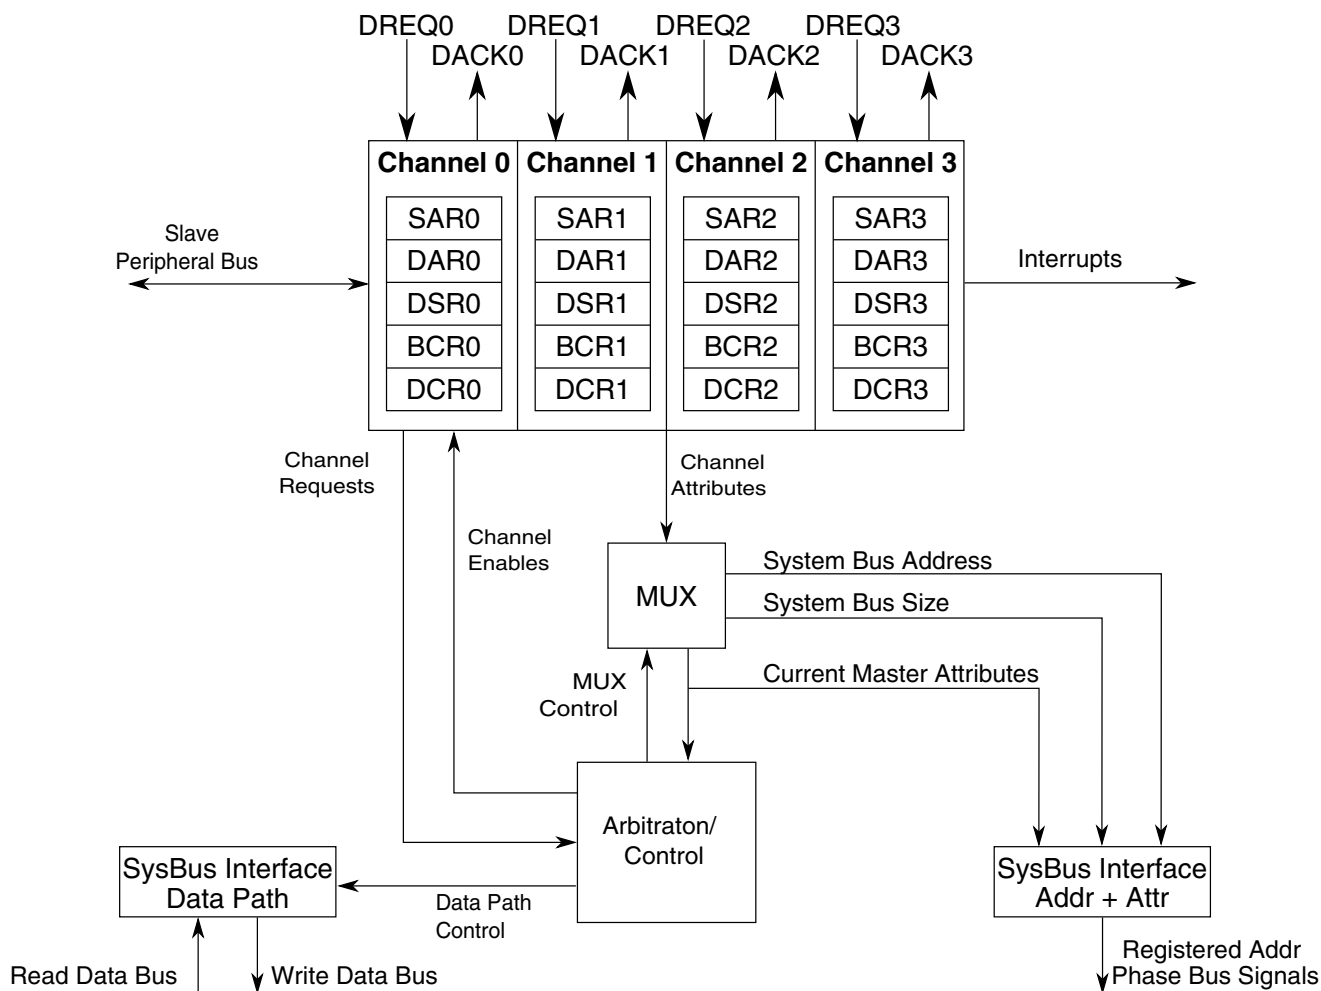 DREQ0
DREQ1
DREQ2
DREQ3
DACK0
DACK1
DACK2
DACK3
Channel 0
Channel 1
Channel 2
Channel 3
SAR0
SAR1
SAR2
SAR3
Slave
Peripheral Bus
DAR0
DAR1
DAR2
DAR3
Interrupts
DSR0
DSR1
DSR2
DSR3
BCR0
BCR1
BCR2
BCR3
DCR0
DCR1
DCR2
DCR3
Channel
Requests
Channel
Attributes
Channel
Enables
MUX
System Bus Address
System Bus Size
Current Master Attributes
MUX
Control
Arbitraton/
Control
SysBus Interface
Data Path
Data Path
Control
SysBus Interface
Addr + Attr
Read Data Bus
Write Data Bus
Registered Addr
Phase Bus Signals